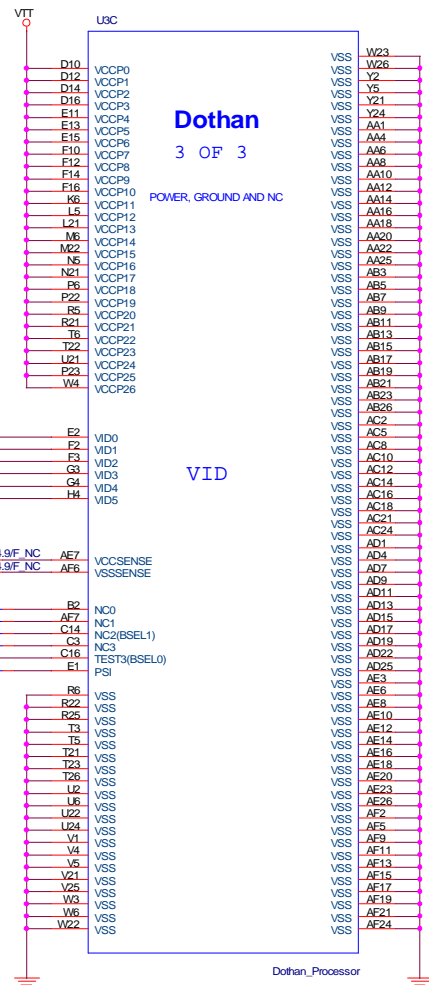 VTT
U3C
D10 VCCP0
D12 VCCP1
D14 VCCP2
D16 VCCP3
E11 VCCP4
E13 VCCP5
E15 VCCP6
F10 VCCP7
F12 VCCP8
F14 VCCP9
F16 VCCP10
K6 VCCP11
L5 VCCP12
L21 VCCP13
M6 VCCP14
M22 VCCP15
N5 VCCP16
N21 VCCP17
P6 VCCP18
P22 VCCP19
R5 VCCP20
R21 VCCP21
T6 VCCP22
T22 VCCP23
U21 VCCP24
P23 VCCP25
W4 VCCP26
E2 VID0
F2 VID1
F3 VID2
G3 VID3
G4 VID4
H4 VID5
4.9/F_NC AE7 VCCSENSE
4.9/F_NC AF6 VSSSENSE
B2 NC0
AF7 NC1
C14 NC2(BSEL1)
C3 NC3
C16 TEST3(BSEL0)
E1 PSI
R6 VSS
R22 VSS
R25 VSS
T3 VSS
T5 VSS
T21 VSS
T23 VSS
T26 VSS
U2 VSS
U6 VSS
U22 VSS
U24 VSS
V1 VSS
V4 VSS
V5 VSS
V21 VSS
V25 VSS
W3 VSS
W6 VSS
W22 VSS
Dothan
3 OF 3
POWER, GROUND AND NC
VID
VSS W23
VSS W26
VSS Y2
VSS Y5
VSS Y21
VSS Y24
VSS AA1
VSS AA4
VSS AA6
VSS AA8
VSS AA10
VSS AA12
VSS AA14
VSS AA16
VSS AA18
VSS AA20
VSS AA22
VSS AA25
VSS AB3
VSS AB5
VSS AB7
VSS AB9
VSS AB11
VSS AB13
VSS AB15
VSS AB17
VSS AB19
VSS AB21
VSS AB23
VSS AB26
VSS AC2
VSS AC5
VSS AC8
VSS AC10
VSS AC12
VSS AC14
VSS AC16
VSS AC18
VSS AC21
VSS AC24
VSS AD1
VSS AD4
VSS AD7
VSS AD9
VSS AD11
VSS AD13
VSS AD15
VSS AD17
VSS AD19
VSS AD22
VSS AD25
VSS AE3
VSS AE6
VSS AE8
VSS AE10
VSS AE12
VSS AE14
VSS AE16
VSS AE18
VSS AE20
VSS AE23
VSS AE26
VSS AF2
VSS AF5
VSS AF9
VSS AF11
VSS AF13
VSS AF15
VSS AF17
VSS AF19
VSS AF21
VSS AF24
Dothan_Processor